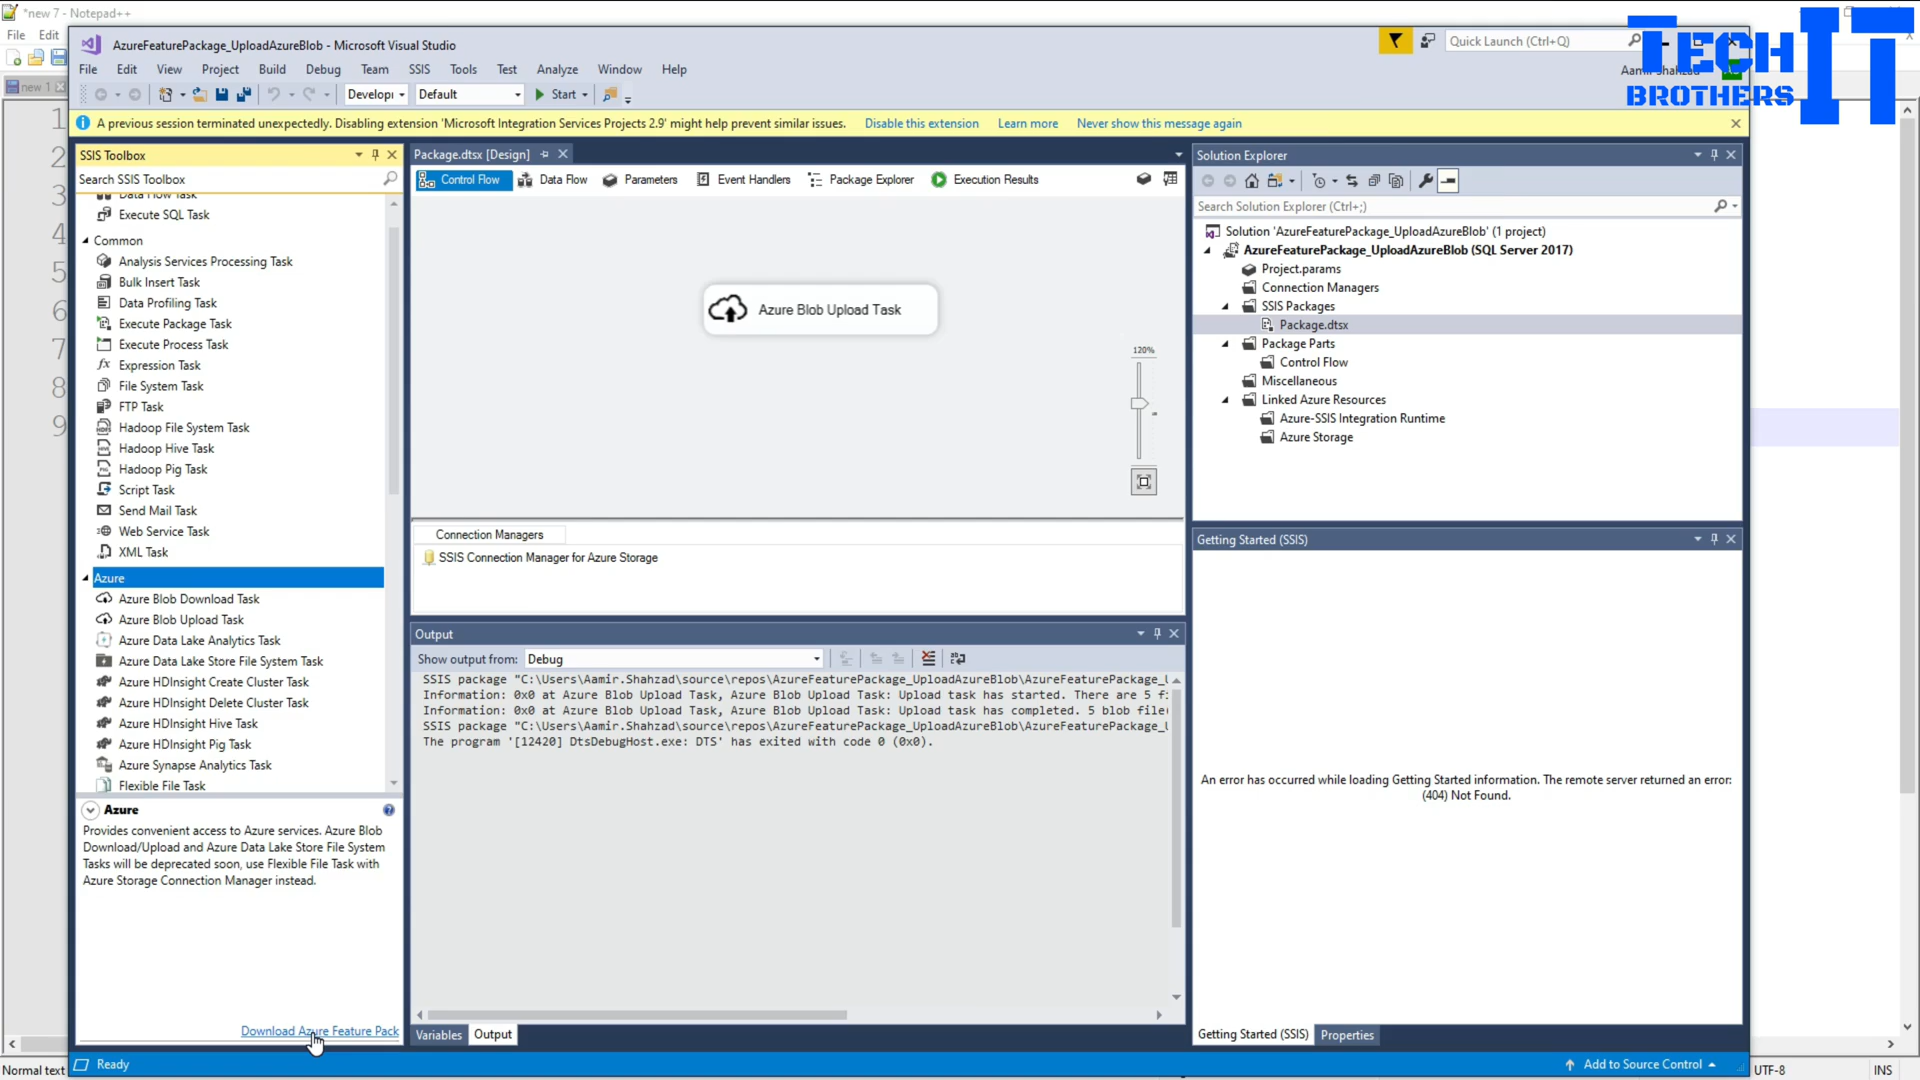 *new 7 - Notepad++
File Edit
new 1
1
2
3
4
5
6
7
8
9
Normal text
UTF-8
INS
TECH IT
BROTHERS
AzureFeaturePackage_UploadAzureBlob - Microsoft Visual Studio
Quick Launch (Ctrl+Q)
File Edit View Project Build Debug Team SSIS Tools Test Analyze Window Help
Aamir Shahzad
Develop Default Start
A previous session terminated unexpectedly. Disabling extension 'Microsoft Integration Services Projects 2.9' might help prevent similar issues. Disable this extension Learn more Never show this message again
SSIS Toolbox
Search SSIS Toolbox
Data Flow Task
Execute SQL Task
Common
Analysis Services Processing Task
Bulk Insert Task
Data Profiling Task
Execute Package Task
Execute Process Task
Expression Task
File System Task
FTP Task
Hadoop File System Task
Hadoop Hive Task
Hadoop Pig Task
Script Task
Send Mail Task
Web Service Task
XML Task
Azure
Azure Blob Download Task
Azure Blob Upload Task
Azure Data Lake Analytics Task
Azure Data Lake Store File System Task
Azure HDInsight Create Cluster Task
Azure HDInsight Delete Cluster Task
Azure HDInsight Hive Task
Azure HDInsight Pig Task
Azure Synapse Analytics Task
Flexible File Task
Azure
Provides convenient access to Azure services. Azure Blob
Download/Upload and Azure Data Lake Store File System
Tasks will be deprecated soon, use Flexible File Task with
Azure Storage Connection Manager instead.
Download Azure Feature Pack
Package.dtsx [Design]
Control Flow Data Flow Parameters Event Handlers Package Explorer Execution Results
Azure Blob Upload Task
120%
Connection Managers
SSIS Connection Manager for Azure Storage
Output
Show output from: Debug
SSIS package "C:\Users\Aamir.Shahzad\source\repos\AzureFeaturePackage_UploadAzureBlob\AzureFeaturePackage_U
Information: 0x0 at Azure Blob Upload Task, Azure Blob Upload Task: Upload task has started. There are 5 fi
Information: 0x0 at Azure Blob Upload Task, Azure Blob Upload Task: Upload task has completed. 5 blob file(
SSIS package "C:\Users\Aamir.Shahzad\source\repos\AzureFeaturePackage_UploadAzureBlob\AzureFeaturePackage_U
The program '[12420] DtsDebugHost.exe: DTS' has exited with code 0 (0x0).
Variables Output
Solution Explorer
Search Solution Explorer (Ctrl+;)
Solution 'AzureFeaturePackage_UploadAzureBlob' (1 project)
AzureFeaturePackage_UploadAzureBlob (SQL Server 2017)
Project.params
Connection Managers
SSIS Packages
Package.dtsx
Package Parts
Control Flow
Miscellaneous
Linked Azure Resources
Azure-SSIS Integration Runtime
Azure Storage
Getting Started (SSIS)
An error has occurred while loading Getting Started information. The remote server returned an error:
(404) Not Found.
Getting Started (SSIS) Properties
Ready
Add to Source Control